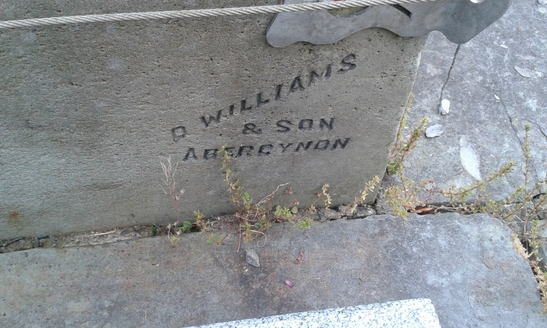 D WILLIAMS
& SON
ABERCYNON